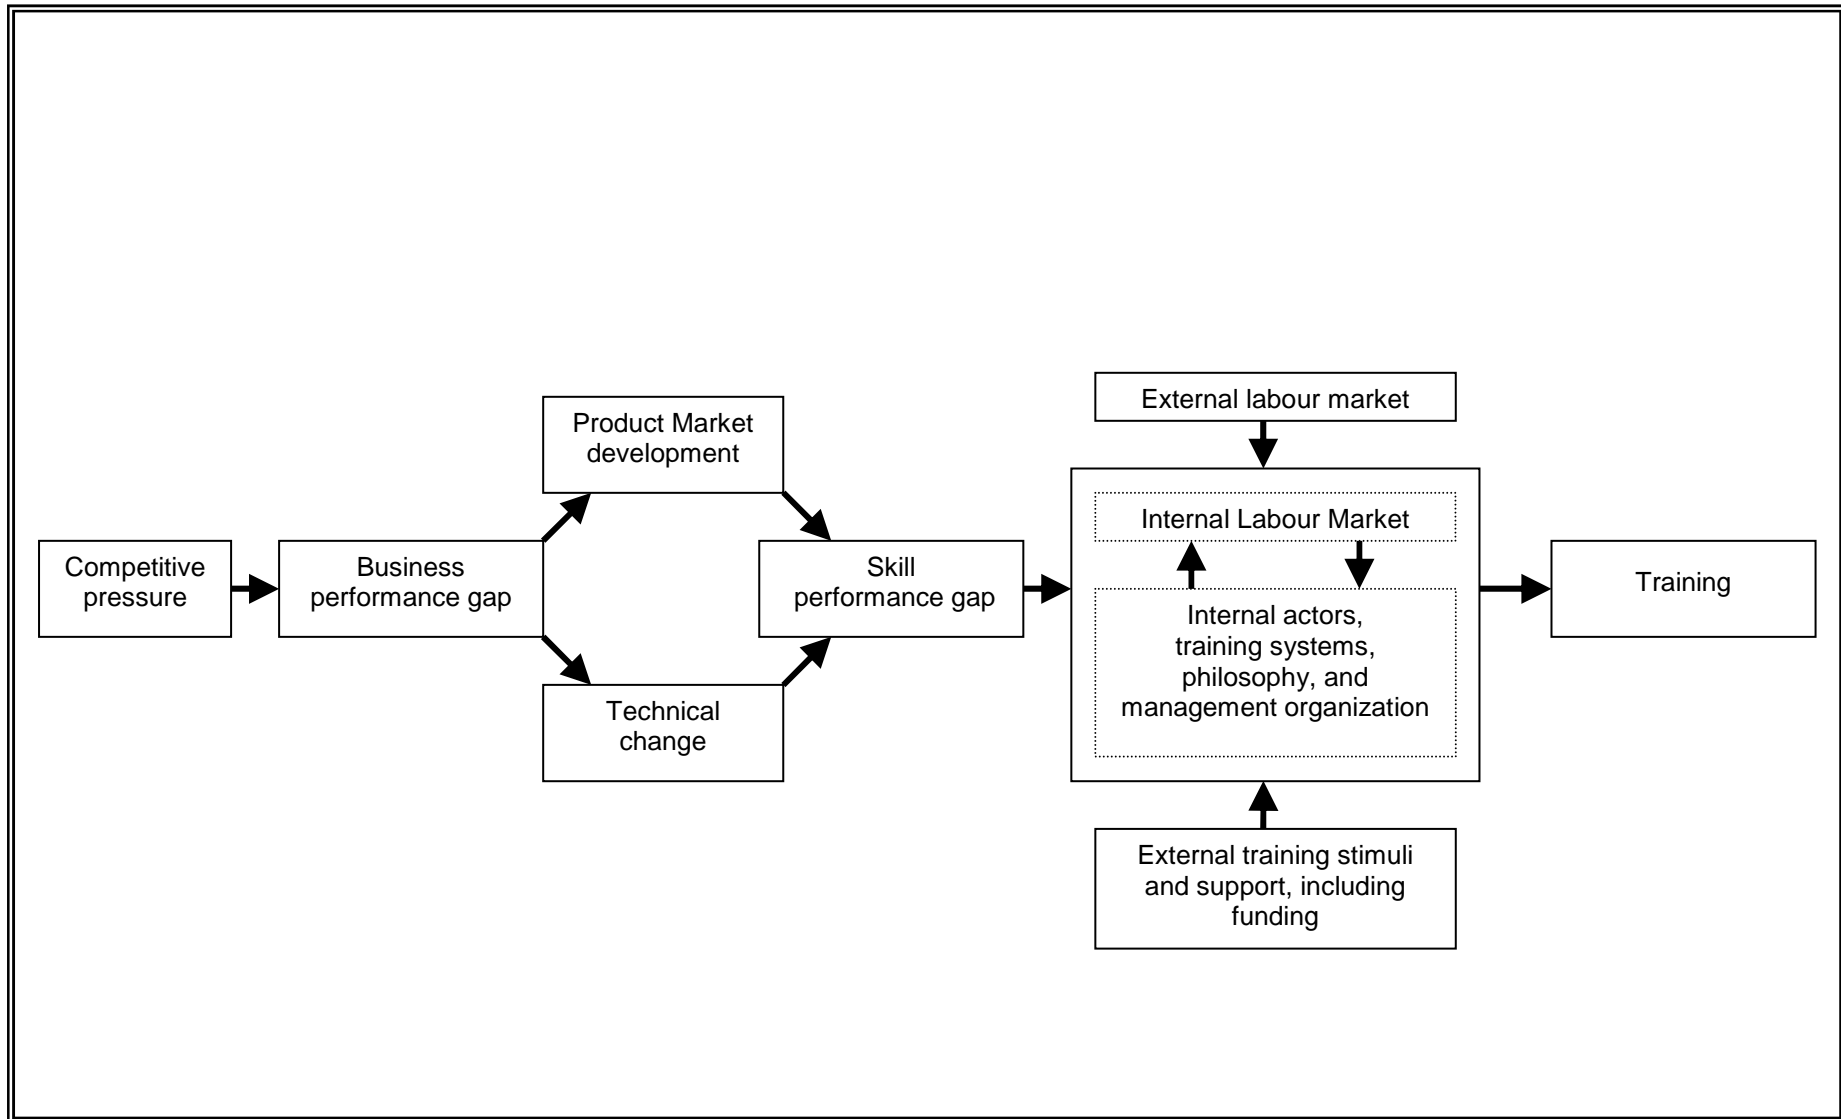 Competitive
pressure
Business
performance gap
Product Market
development
Technical
change
Skill
performance gap
External labour market
Internal Labour Market
Internal actors,
training systems,
philosophy, and
management organization
External training stimuli
and support, including
funding
Training